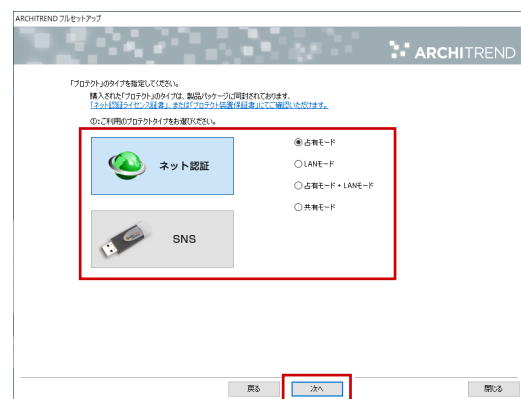 ARCHITREND フルセットアップ
ARCHITREND
「プロテクト」のタイプを指定してください。
購入された「プロテクト」のタイプは、製品パッケージに同封されております、
「ネット認証ライセンス証書」、または「プロテクト装置保証書」にてご確認いただけます。
①:ご利用のプロテクトタイプをお選びください。
ネット認証
SNS
占有モード
LANモード
占有モード + LANモード
共有モード
戻る
次へ
閉じる